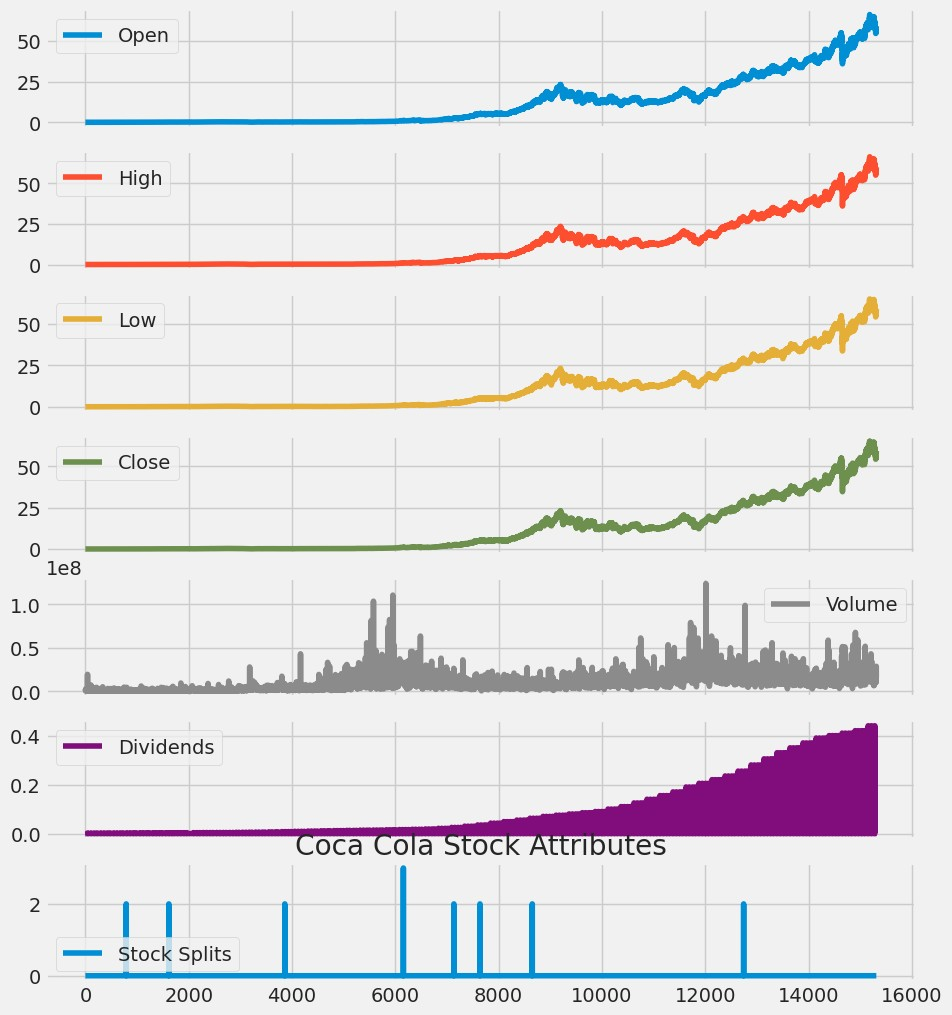 Open
50
25
0
High
50
25
0
Low
50
25
0
Close
50
25
0
1e8
Volume
1.0
0.5
0.0
Dividends
0.4
0.2
0.0
Coca Cola Stock Attributes
2
Stock Splits
0
0 2000 4000 6000 8000 10000 12000 14000 16000